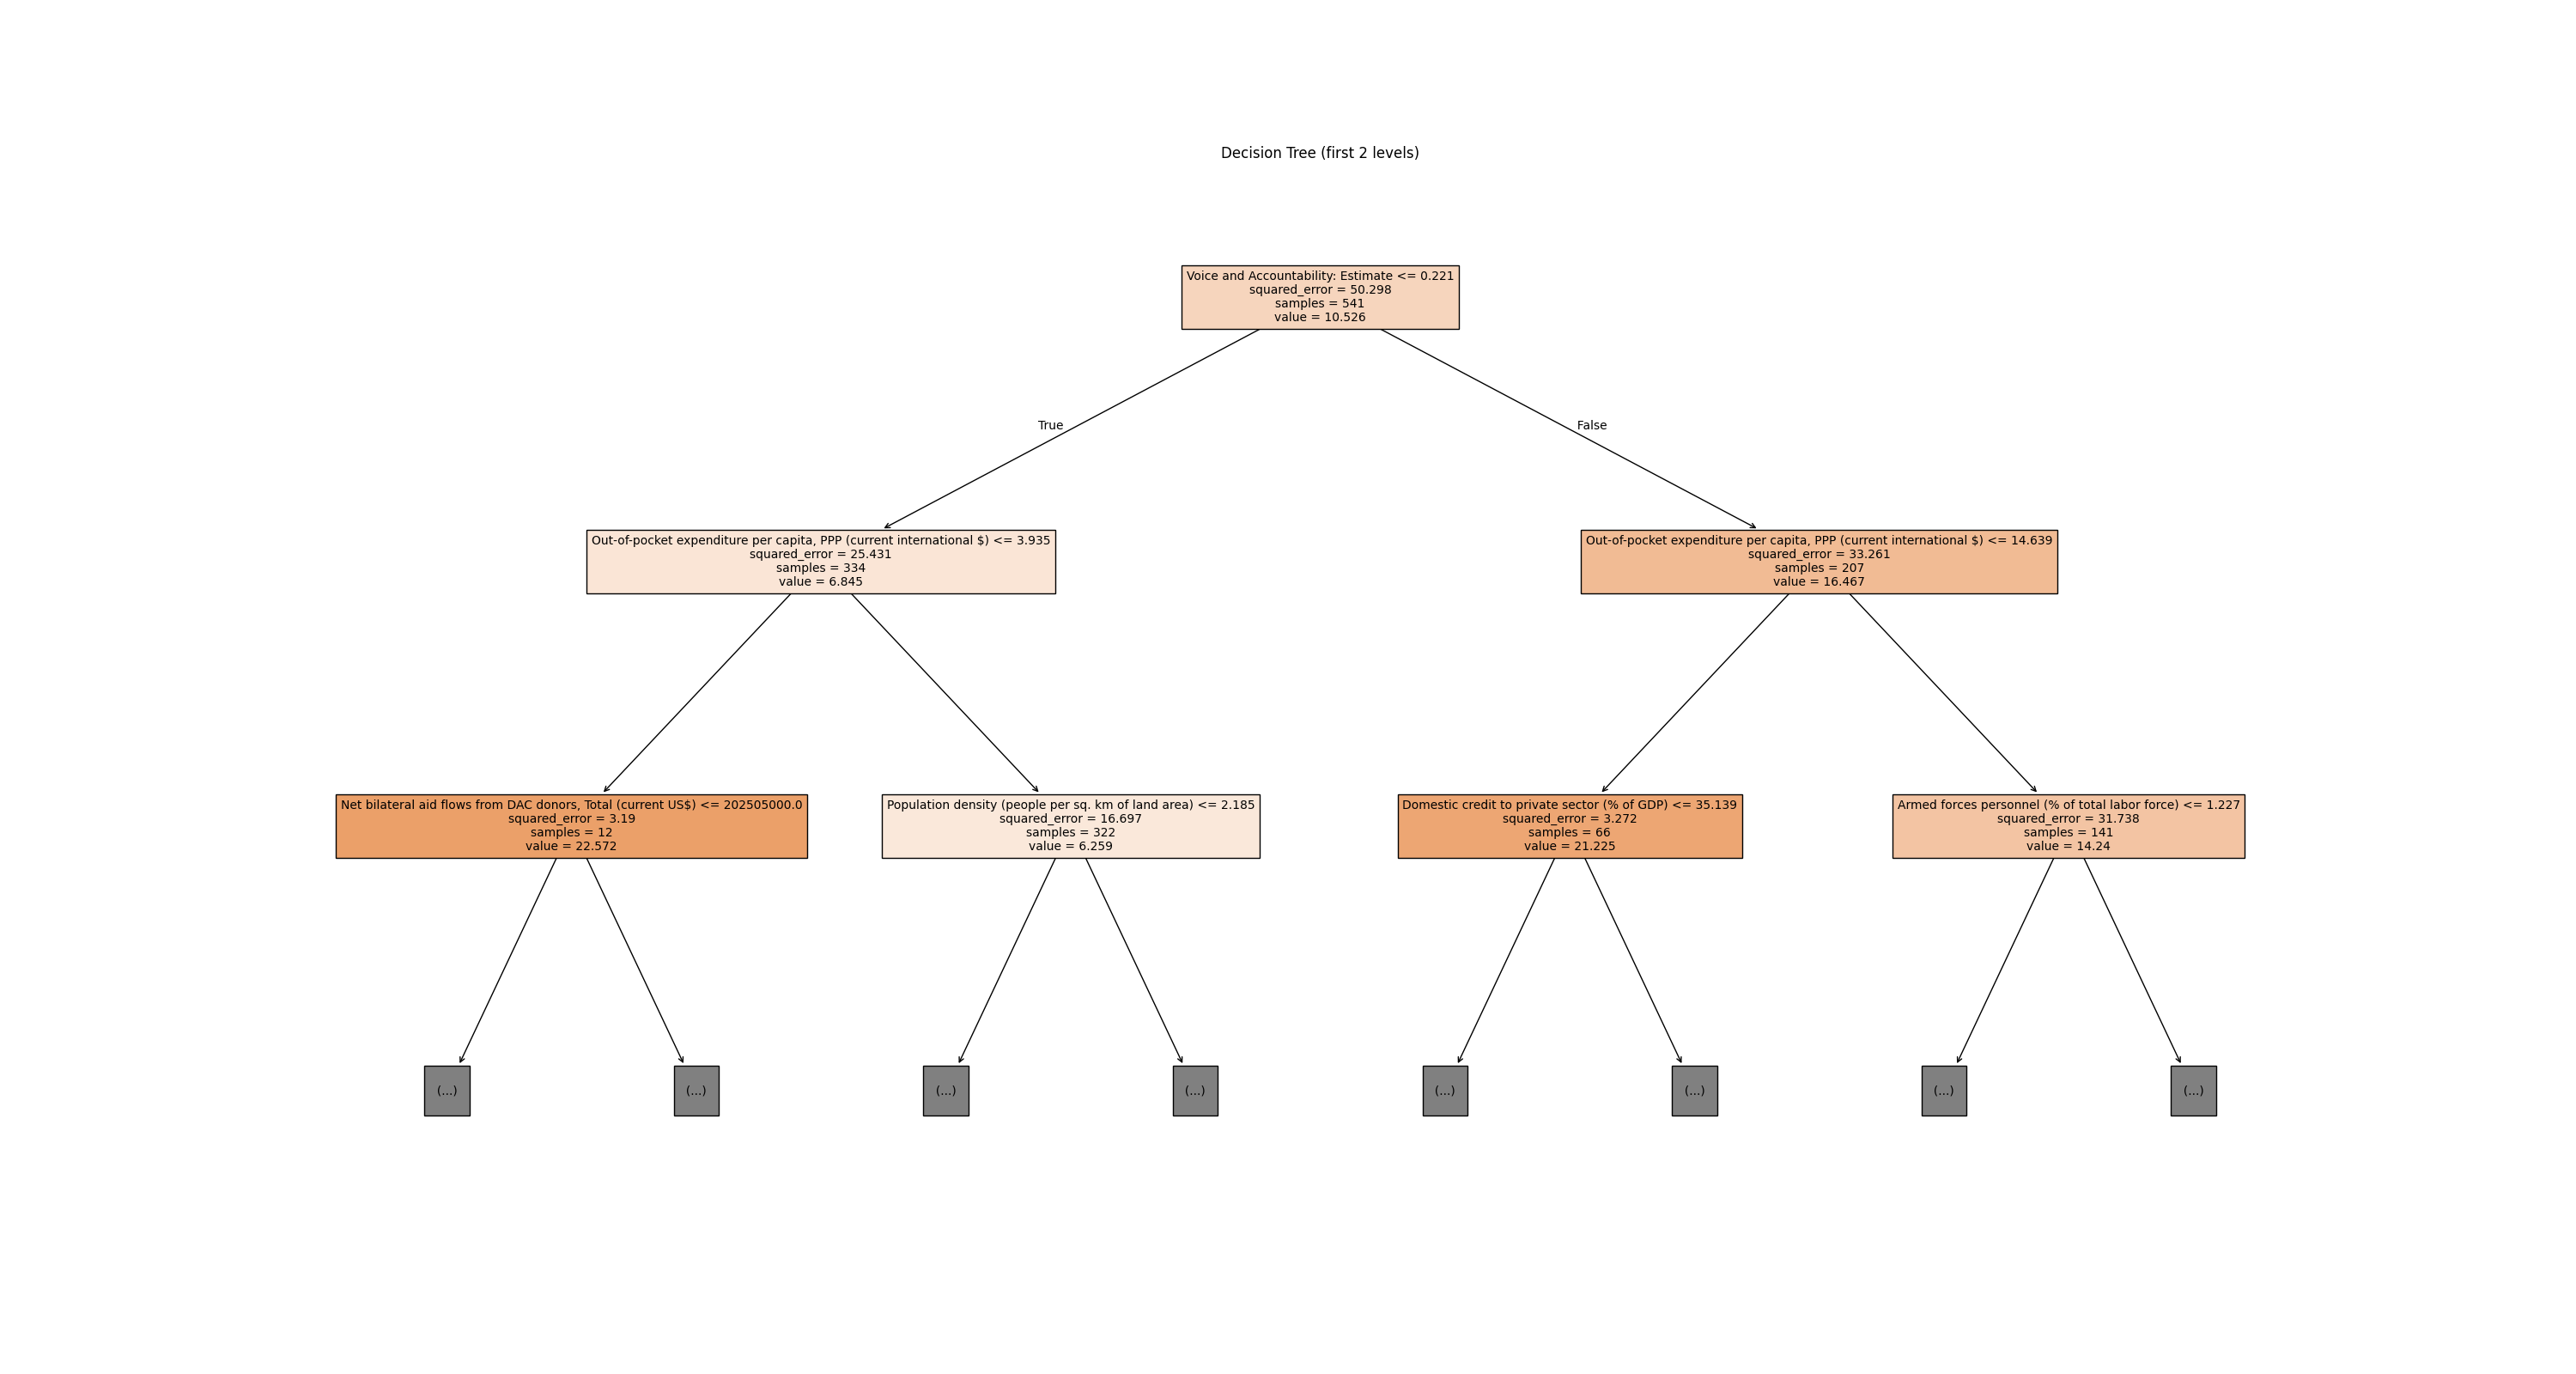 Decision Tree (first 2 levels)
Voice and Accountability: Estimate <= 0.221
squared_error = 50.298
samples = 541
value = 10.526
True
False
Out-of-pocket expenditure per capita, PPP (current international $) <= 3.935
squared_error = 25.431
samples = 334
value = 6.845
Out-of-pocket expenditure per capita, PPP (current international $) <= 14.639
squared_error = 33.261
samples = 207
value = 16.467
Net bilateral aid flows from DAC donors, Total (current US$) <= 202505000.0
squared_error = 3.19
samples = 12
value = 22.572
Population density (people per sq. km of land area) <= 2.185
squared_error = 16.697
samples = 322
value = 6.259
Domestic credit to private sector (% of GDP) <= 35.139
squared_error = 3.272
samples = 66
value = 21.225
Armed forces personnel (% of total labor force) <= 1.227
squared_error = 31.738
samples = 141
value = 14.24
(...)
(...)
(...)
(...)
(...)
(...)
(...)
(...)